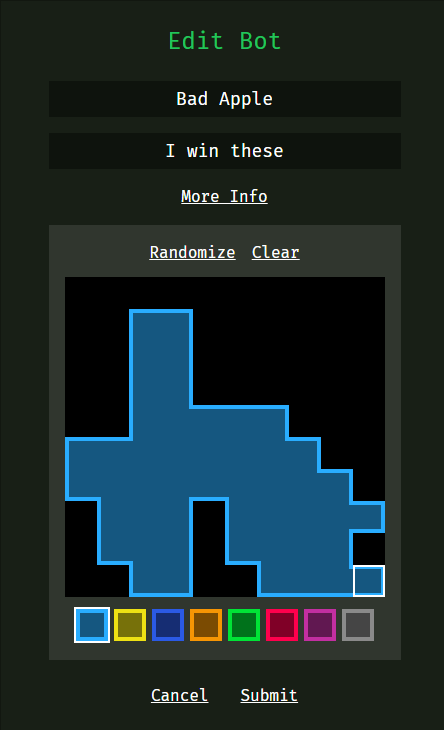 Edit Bot
Bad Apple
I win these
More Info
Randomize Clear
Cancel Submit